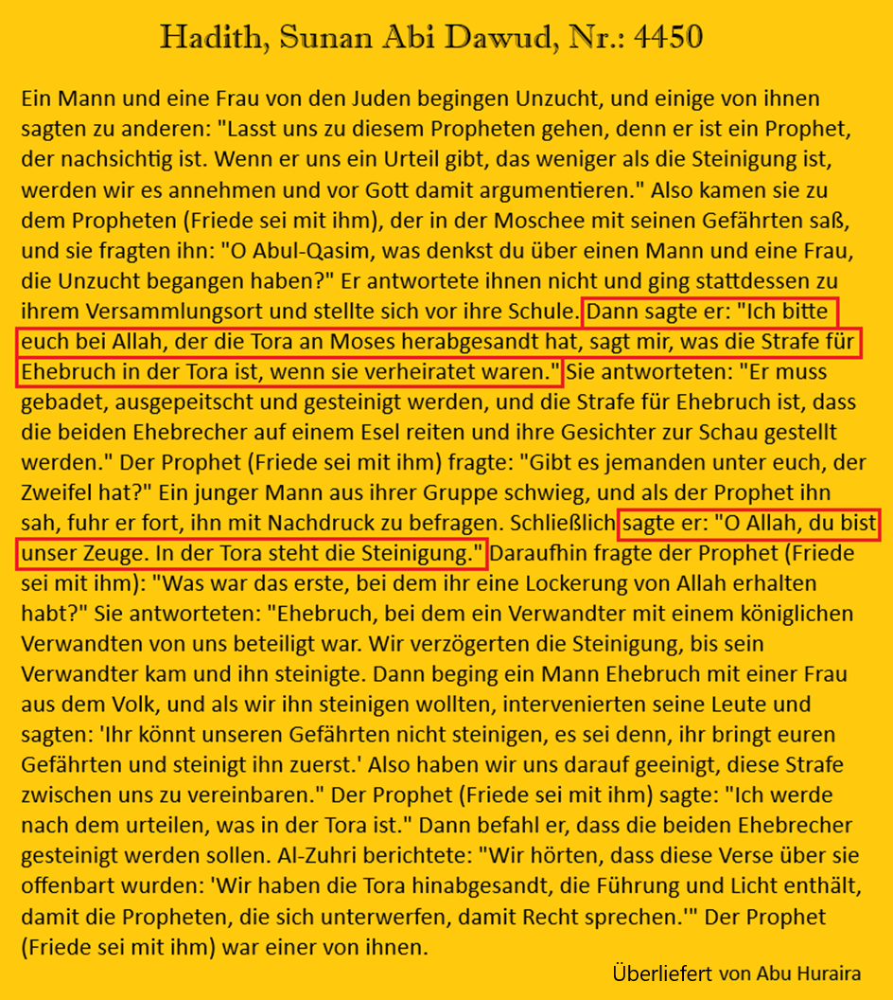 Hadith, Sunan Abi Dawud, Nr.: 4450
Ein Mann und eine Frau von den Juden begingen Unzucht, und einige von ihnen
sagten zu anderen: "Lasst uns zu diesem Propheten gehen, denn er ist ein Prophet,
der nachsichtig ist. Wenn er uns ein Urteil gibt, das weniger als die Steinigung ist,
werden wir es annehmen und vor Gott damit argumentieren." Also kamen sie zu
dem Propheten (Friede sei mit ihm), der in der Moschee mit seinen Gefährten saß,
und sie fragten ihn: "O Abul-Qasim, was denkst du über einen Mann und eine Frau,
die Unzucht begangen haben?" Er antwortete ihnen nicht und ging stattdessen zu
ihrem Versammlungsort und stellte sich vor ihre Schule. Dann sagte er: "Ich bitte
euch bei Allah, der die Tora an Moses herabgesandt hat, sagt mir, was die Strafe für
Ehebruch in der Tora ist, wenn sie verheiratet waren." Sie antworteten: "Er muss
gebadet, ausgepeitscht und gesteinigt werden, und die Strafe für Ehebruch ist, dass
die beiden Ehebrecher auf einem Esel reiten und ihre Gesichter zur Schau gestellt
werden." Der Prophet (Friede sei mit ihm) fragte: "Gibt es jemanden unter euch, der
Zweifel hat?" Ein junger Mann aus ihrer Gruppe schwieg, und als der Prophet ihn
sah, fuhr er fort, ihn mit Nachdruck zu befragen. Schließlich sagte er: "O Allah, du bist
unser Zeuge. In der Tora steht die Steinigung." Daraufhin fragte der Prophet (Friede
sei mit ihm): "Was war das erste, bei dem ihr eine Lockerung von Allah erhalten
habt?" Sie antworteten: "Ehebruch, bei dem ein Verwandter mit einem königlichen
Verwandten von uns beteiligt war. Wir verzögerten die Steinigung, bis sein
Verwandter kam und ihn steinigte. Dann beging ein Mann Ehebruch mit einer Frau
aus dem Volk, und als wir ihn steinigen wollten, intervenierten seine Leute und
sagten: 'Ihr könnt unseren Gefährten nicht steinigen, es sei denn, ihr bringt euren
Gefährten und steinigt ihn zuerst.' Also haben wir uns darauf geeinigt, diese Strafe
zwischen uns zu vereinbaren." Der Prophet (Friede sei mit ihm) sagte: "Ich werde
nach dem urteilen, was in der Tora ist." Dann befahl er, dass die beiden Ehebrecher
gesteinigt werden sollen. Al-Zuhri berichtete: "Wir hörten, dass diese Verse über sie
offenbart wurden: 'Wir haben die Tora hinabgesandt, die Führung und Licht enthält,
damit die Propheten, die sich unterwerfen, damit Recht sprechen.'" Der Prophet
(Friede sei mit ihm) war einer von ihnen.
Überliefert von Abu Huraira